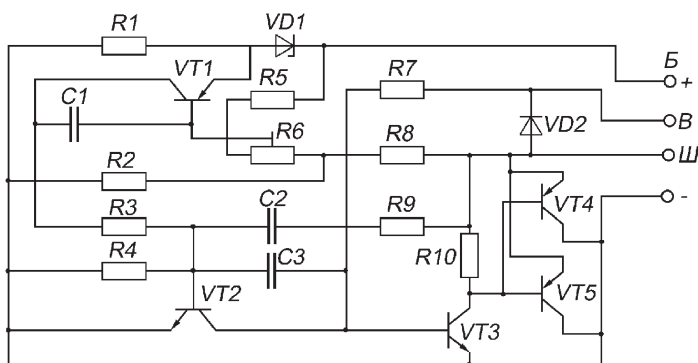 R1
VD1
VT1
R5
R7
Б
+
C1
R6
VD2
В
R2
R8
Ш
R3
C2
R9
VT4
-
R4
C3
R10
VT2
VT3
VT5